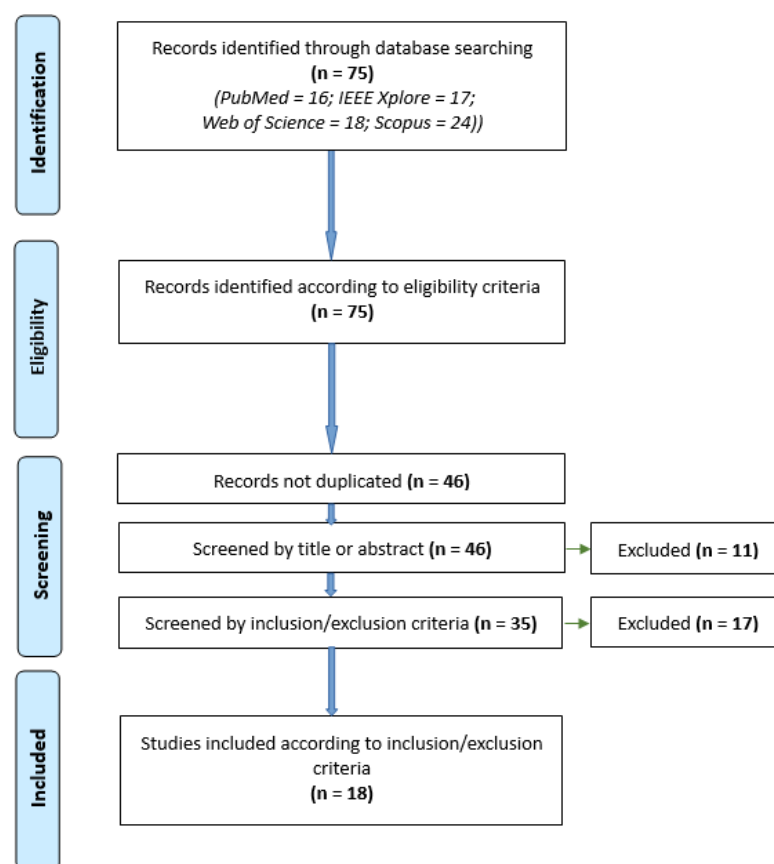 Identification
Records identified through database searching
(n = 75)
(PubMed = 16; IEEE Xplore = 17;
Web of Science = 18; Scopus = 24))
Eligibility
Records identified according to eligibility criteria
(n = 75)
Screening
Records not duplicated (n = 46)
Screened by title or abstract (n = 46)
Excluded (n = 11)
Screened by inclusion/exclusion criteria (n = 35)
Excluded (n = 17)
Included
Studies included according to inclusion/exclusion
criteria
(n = 18)